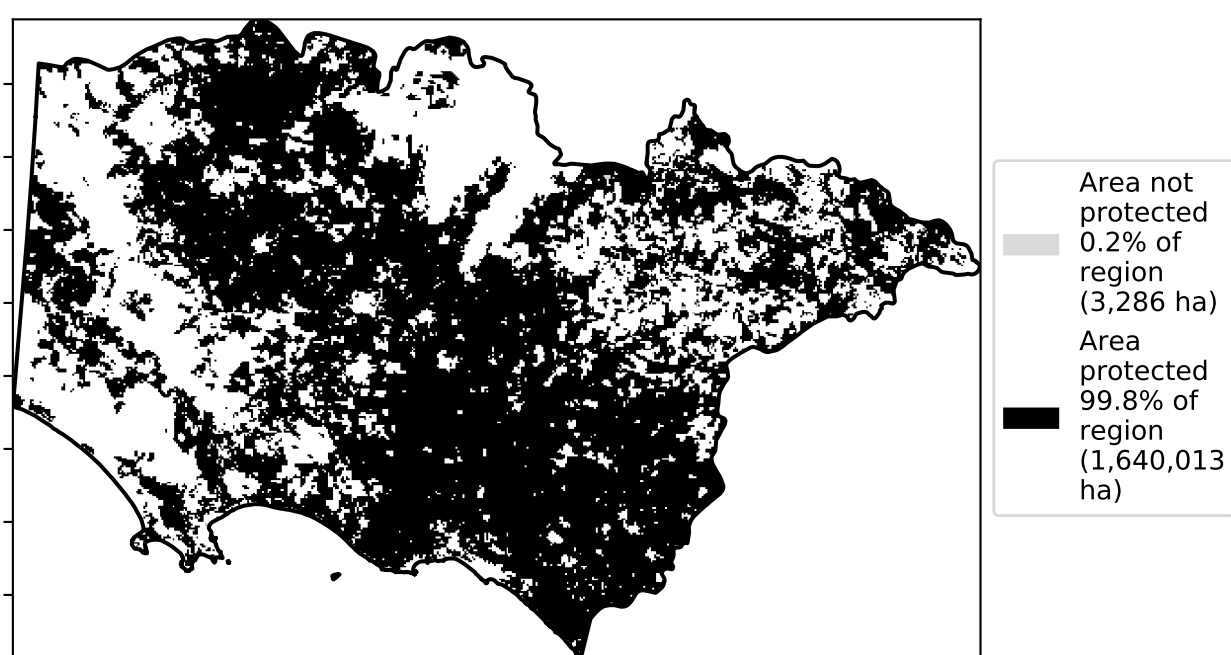 Area not
protected
0.2% of
region
(3,286 ha)
Area
protected
99.8% of
region
(1,640,013
ha)